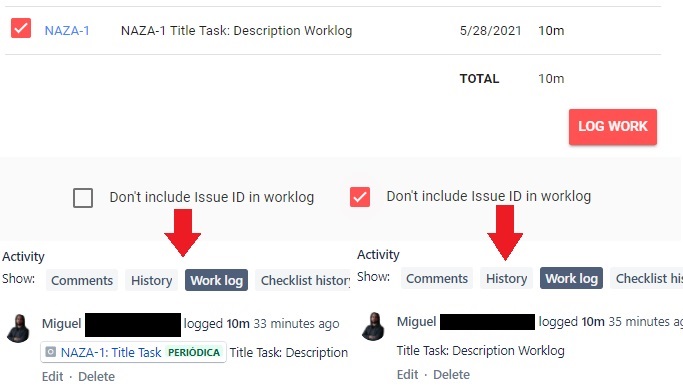 NAZA-1 NAZA-1 Title Task: Description Worklog 5/28/2021 10m
TOTAL 10m
LOG WORK
Don't include Issue ID in worklog
Don't include Issue ID in worklog
Activity
Show: Comments History Work log Checklist history
Miguel logged 10m 33 minutes ago
NAZA-1: Title Task PERIÓDICA Title Task: Description
Edit · Delete
Activity
Show: Comments History Work log Checklist his
Miguel logged 10m 35 minutes ag
Title Task: Description Worklog
Edit · Delete